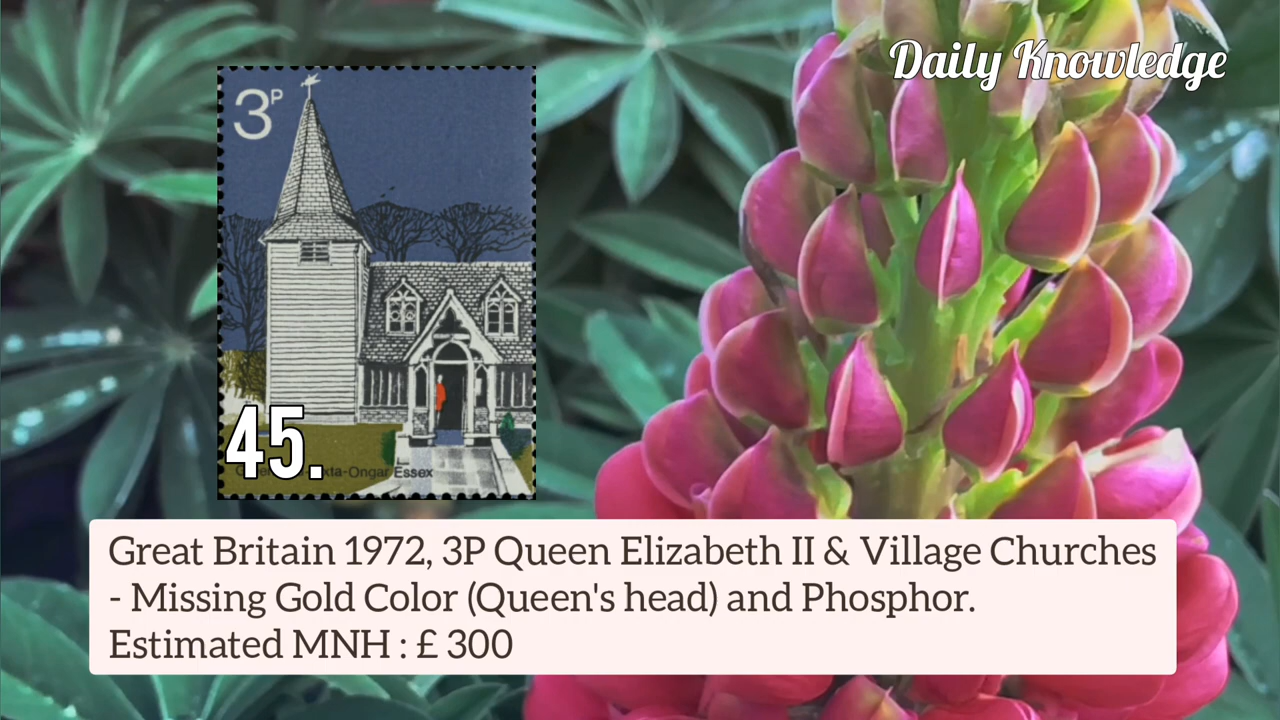 Daily Knowledge
3P
45.
xta-Ongar Essex
Great Britain 1972, 3P Queen Elizabeth II & Village Churches
- Missing Gold Color (Queen's head) and Phosphor.
Estimated MNH : £ 300